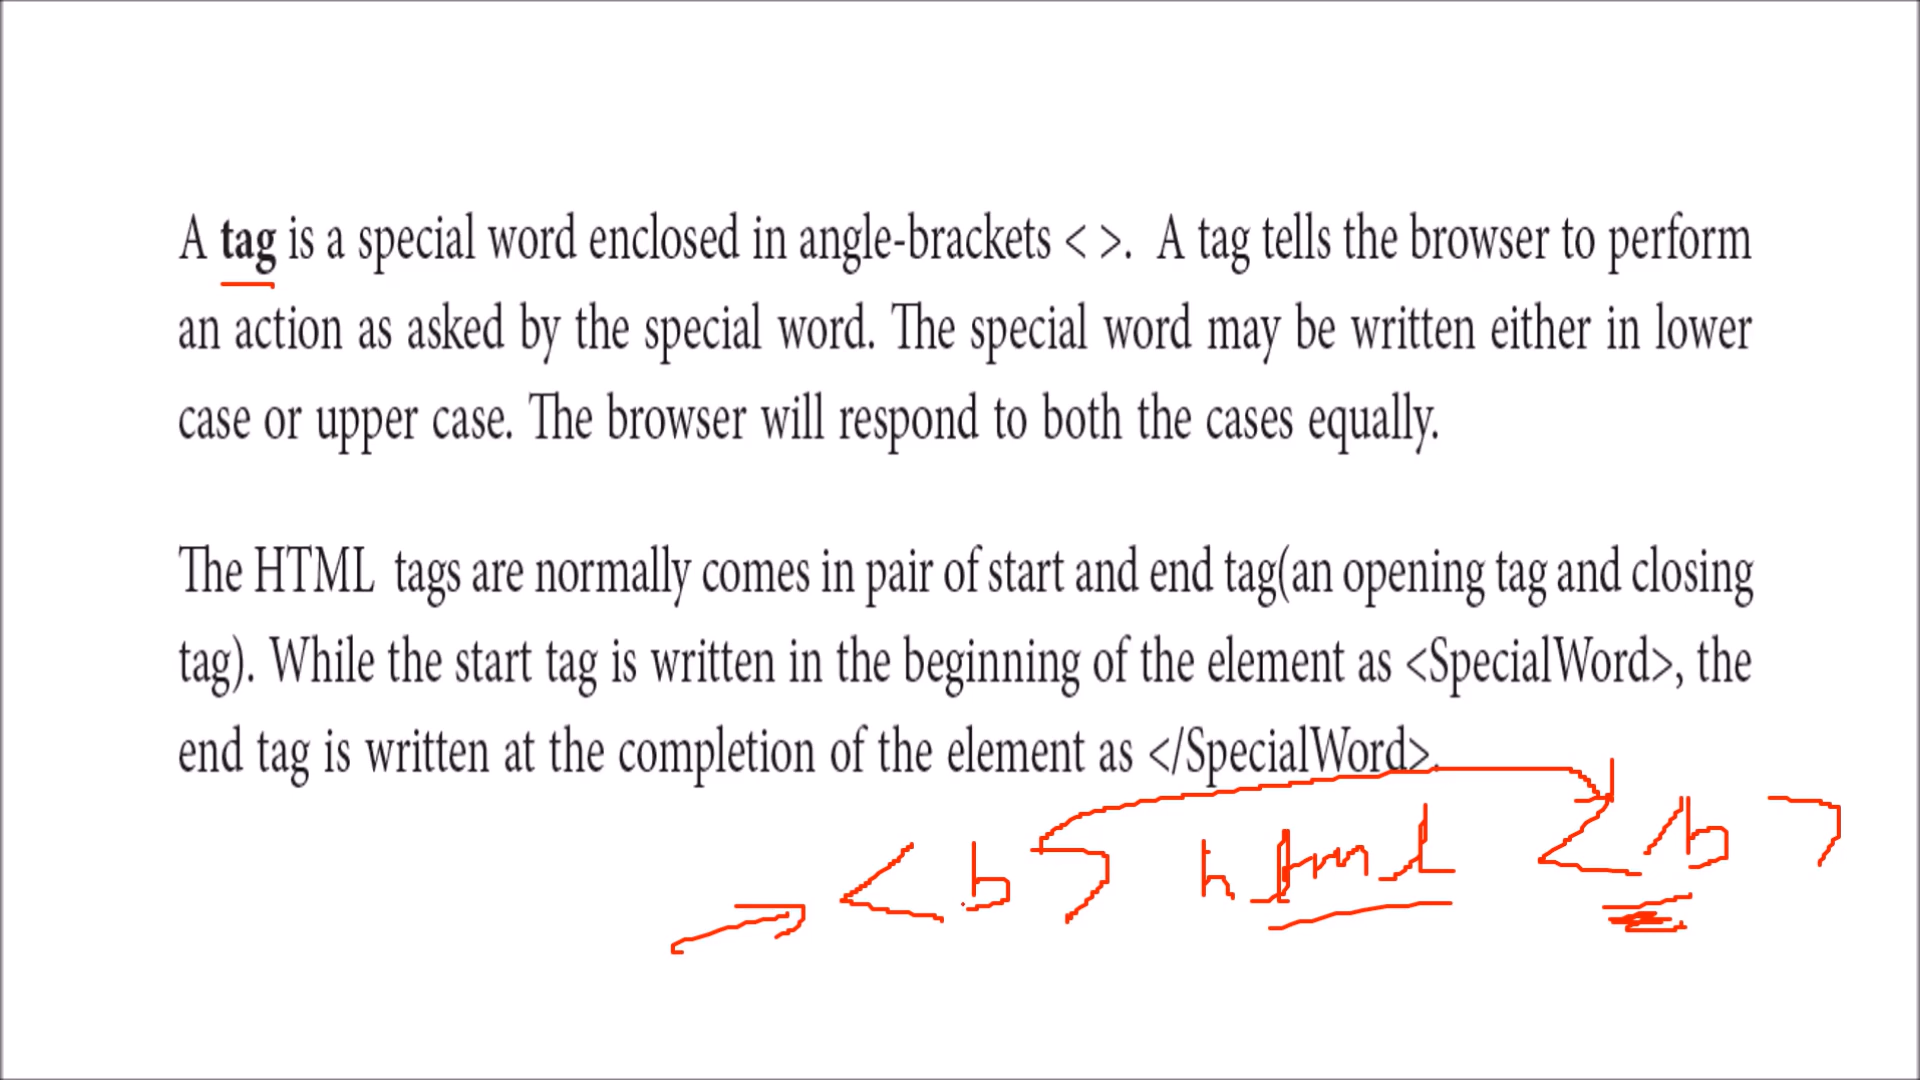 A tag is a special word enclosed in angle-brackets < >. A tag tells the browser to perform
an action as asked by the special word. The special word may be written either in lower
case or upper case. The browser will respond to both the cases equally.
The HTML tags are normally comes in pair of start and end tag(an opening tag and closing
tag). While the start tag is written in the beginning of the element as <SpecialWord>, the
end tag is written at the completion of the element as </SpecialWord>.
<b> html </b>